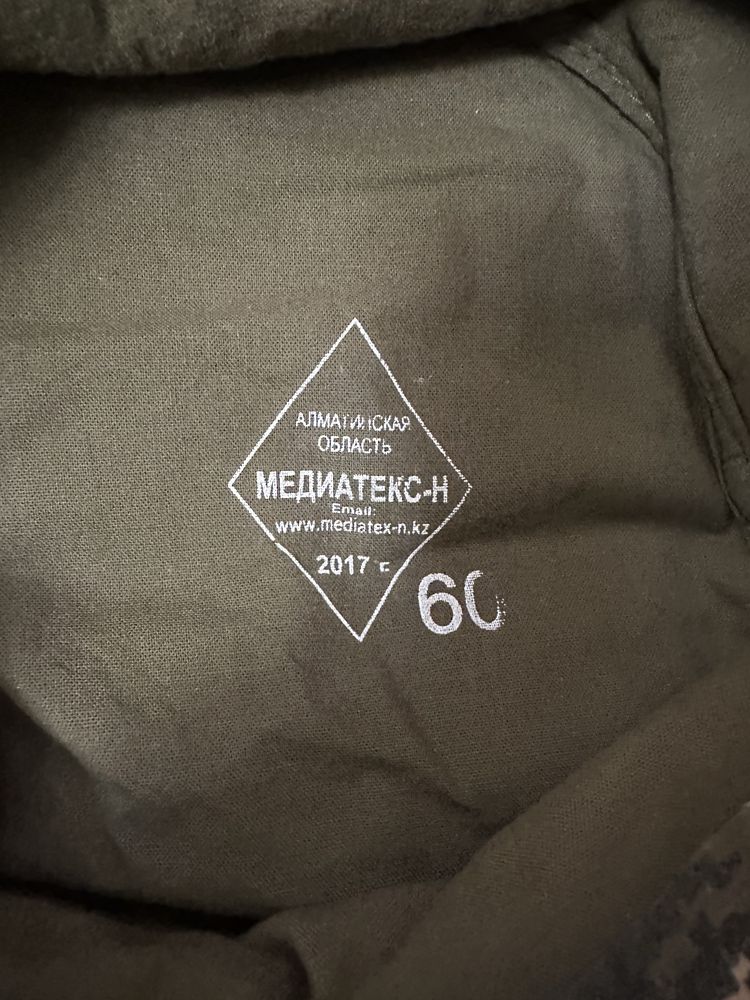 АЛМАТИНСКАЯ
ОБЛАСТЬ
МЕДИАТЕКС-Н
Email:
www.mediatex-n.kz
2017 г.
60